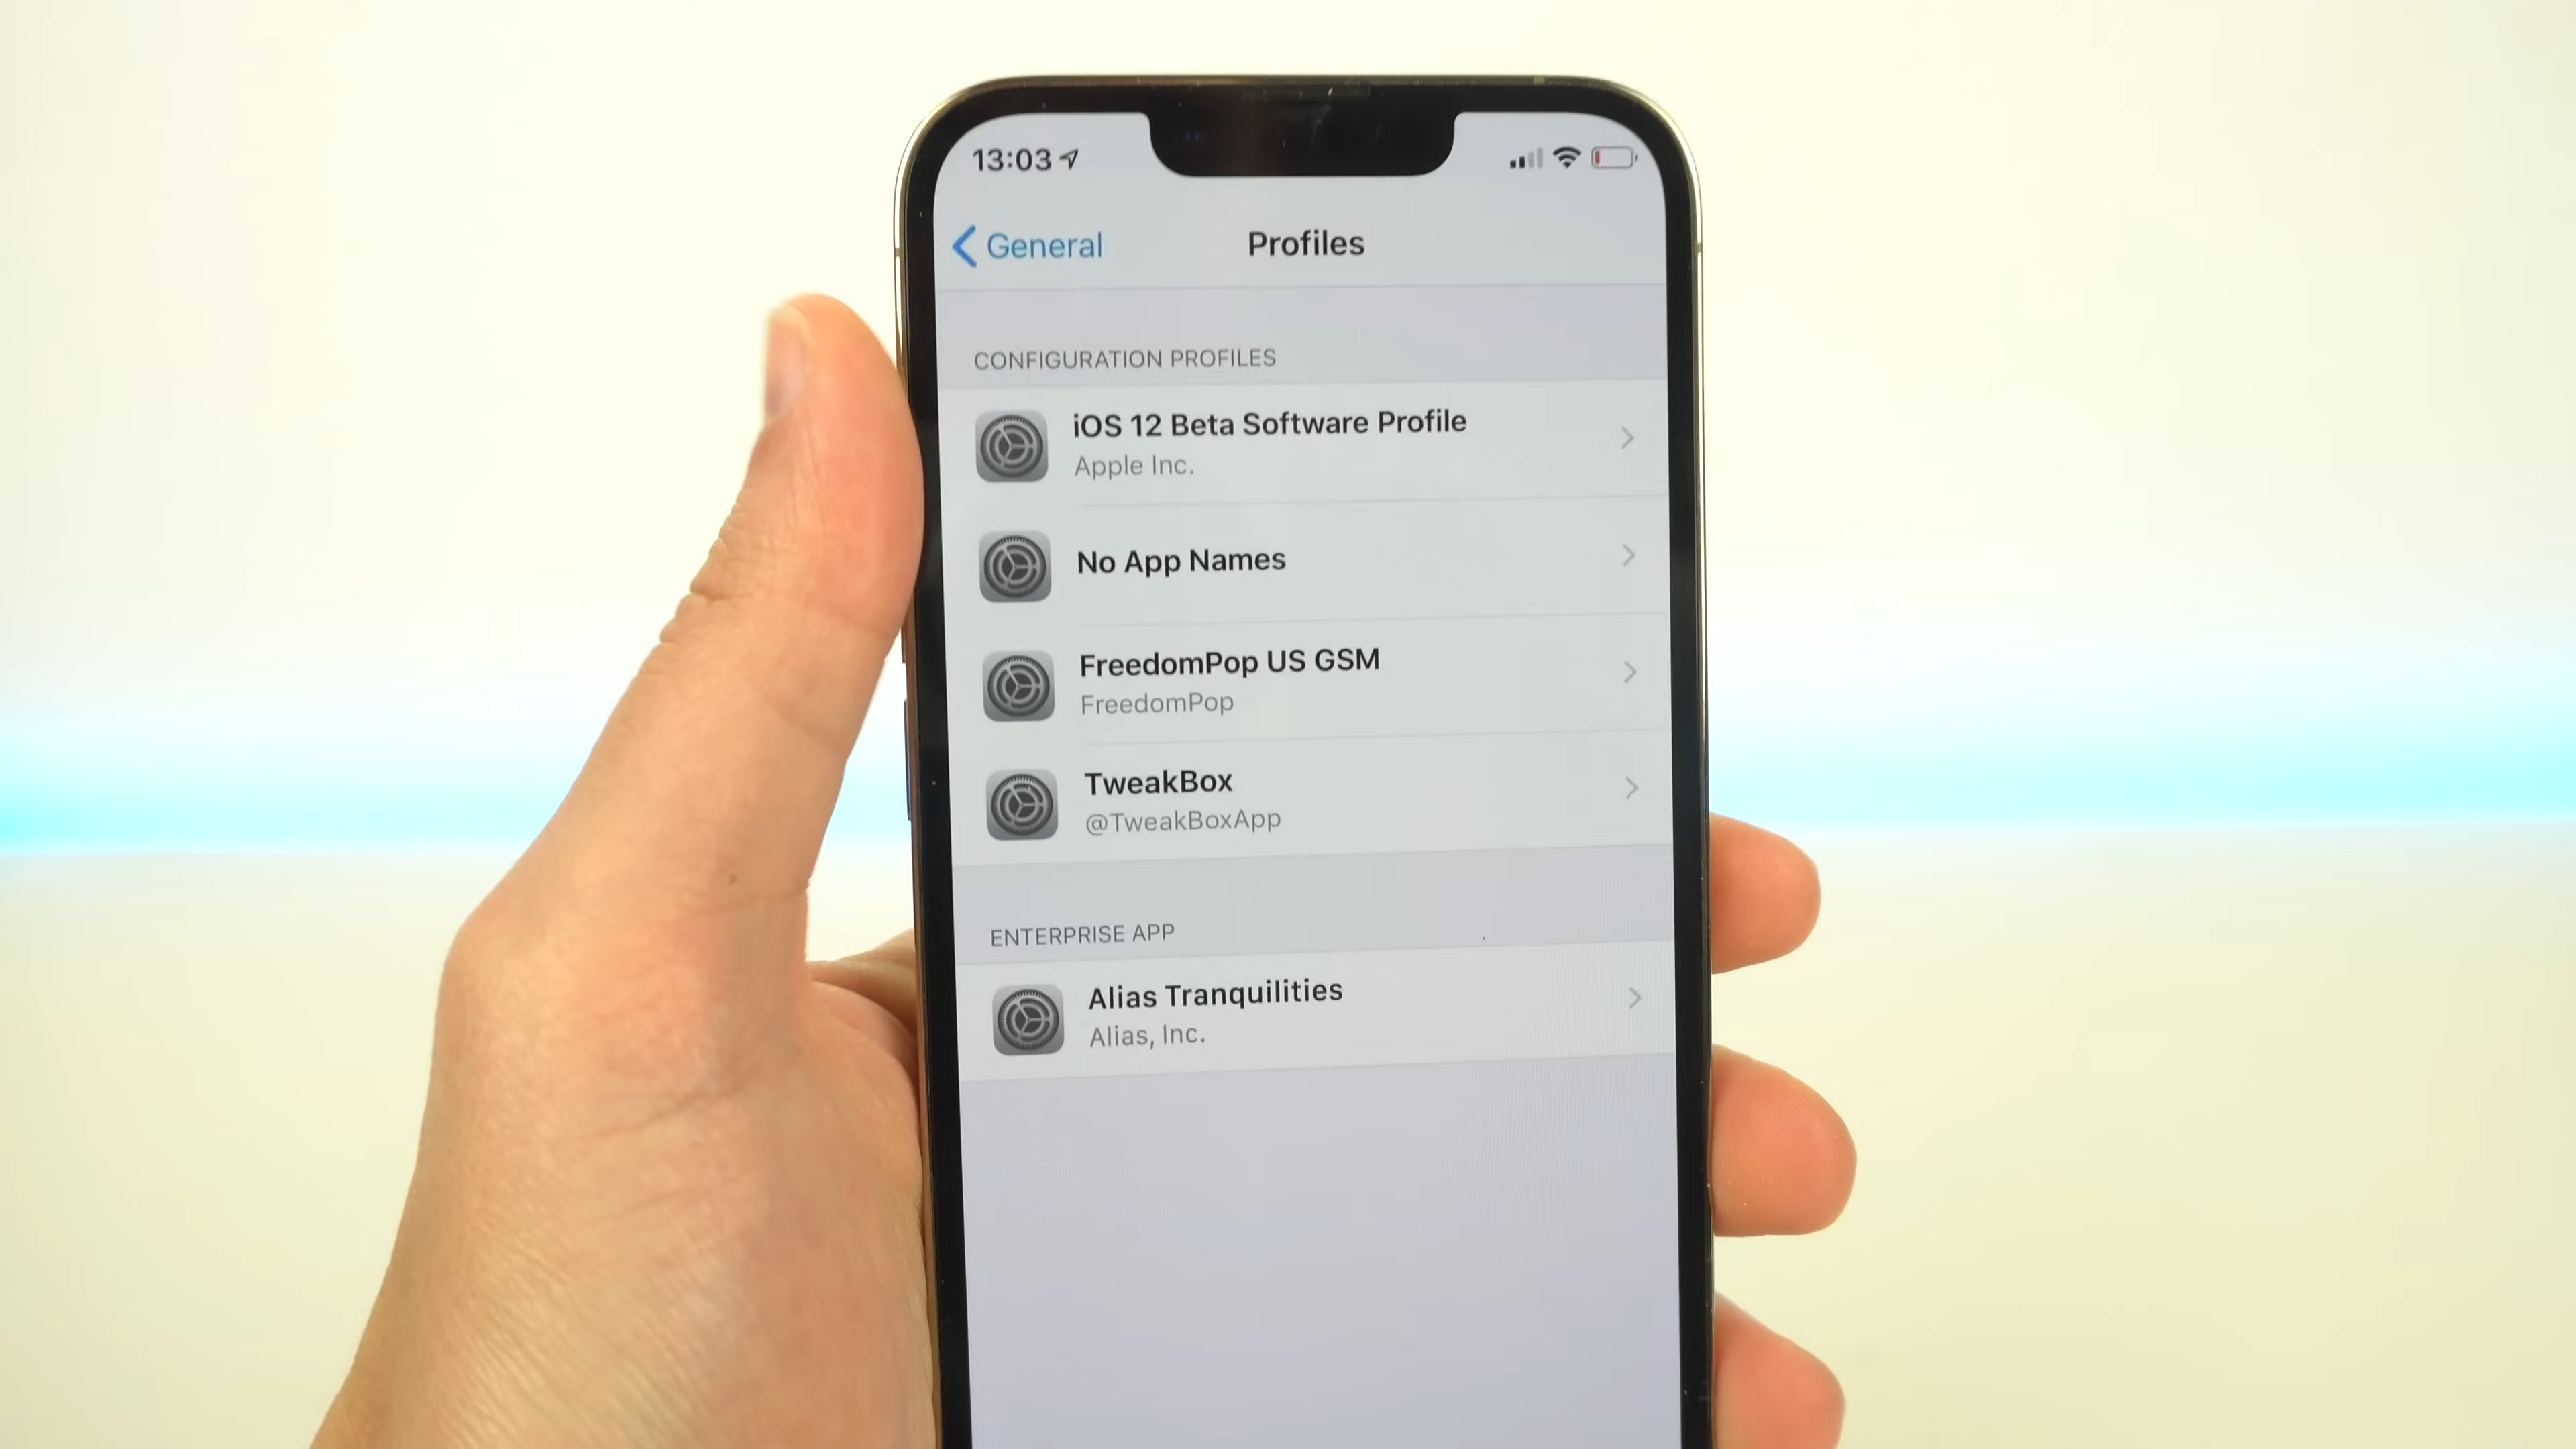 13:03
General
Profiles
CONFIGURATION PROFILES
iOS 12 Beta Software Profile
Apple Inc.
No App Names
FreedomPop US GSM
FreedomPop
TweakBox
@TweakBoxApp
ENTERPRISE APP
Alias Tranquilities
Alias, Inc.